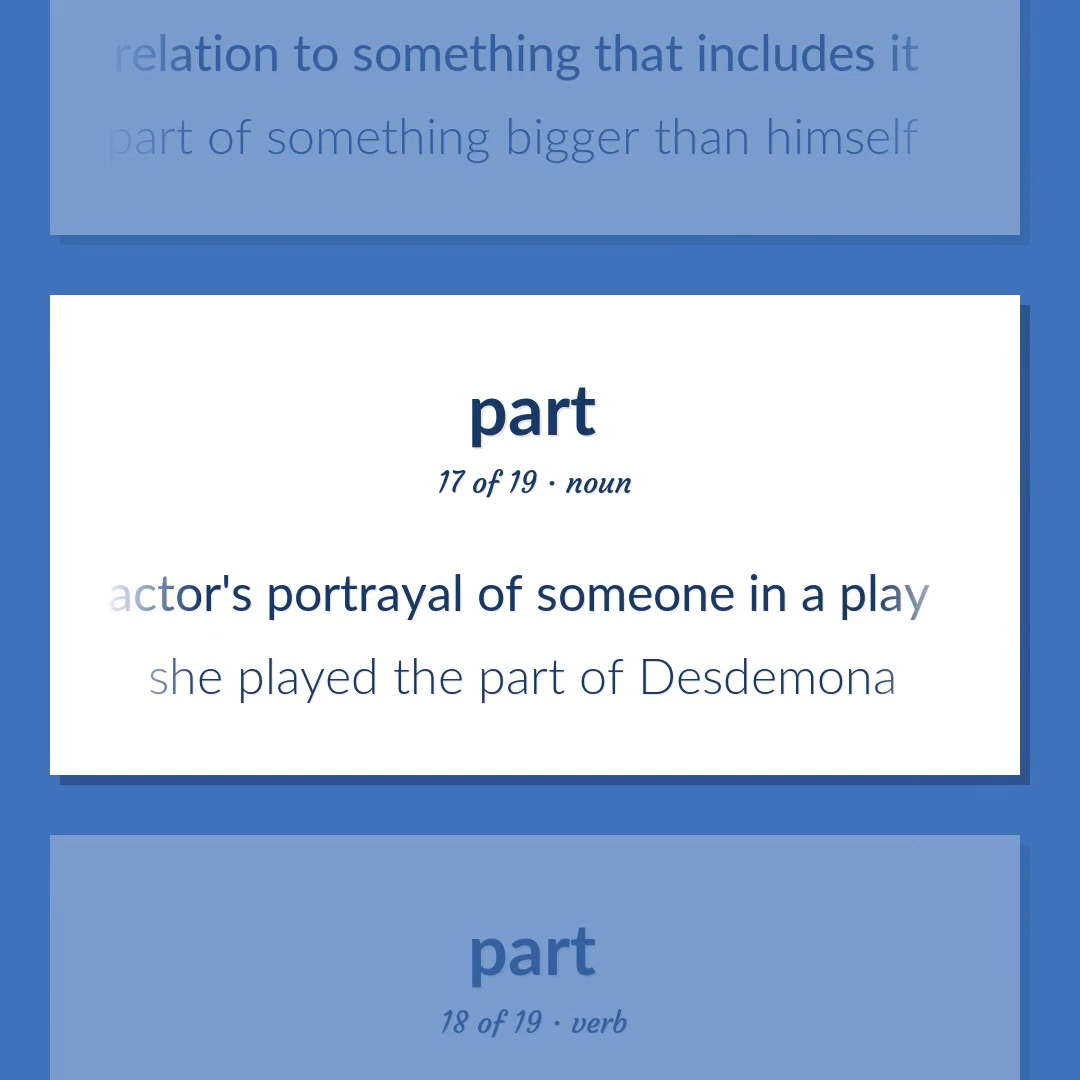 relation to something that includes it
part of something bigger than himself
part
17 of 19 · noun
actor's portrayal of someone in a play
she played the part of Desdemona
part
18 of 19 · verb